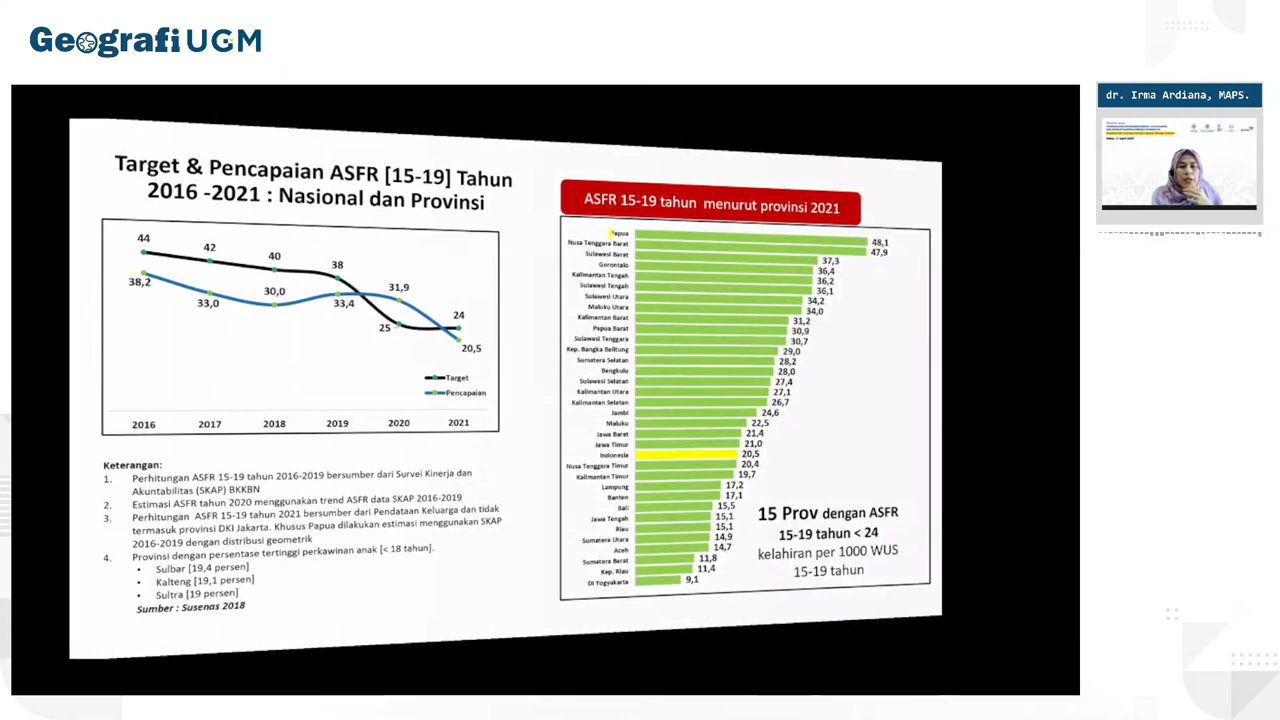 Geografi UGM
dr. Irma Ardiana, MAPS.
Target & Pencapaian ASFR [15-19] Tahun
2016 -2021 : Nasional dan Provinsi
44
42
40
38
38,2
33,0
30,0
33,4
31,9
25
24
20,5
Target
Pencapaian
2016 2017 2018 2019 2020 2021
Keterangan:
1. Perhitungan ASFR 15-19 tahun 2016-2019 bersumber dari Survei Kinerja dan
Akuntabilitas (SKAP) BKKBN
2. Estimasi ASFR tahun 2020 menggunakan trend ASFR data SKAP 2016-2019
3. Perhitungan ASFR 15-19 tahun 2021 bersumber dari Pendataan Keluarga dan tidak
termasuk provinsi DKI Jakarta. Khusus Papua dilakukan estimasi menggunakan SKAP
2016-2019 dengan distribusi geometrik
4. Provinsi dengan persentase tertinggi perkawinan anak [< 18 tahun].
• Sulbar [19,4 persen]
• Kalteng [19,1 persen]
• Sultra [19 persen]
Sumber : Susenas 2018
ASFR 15-19 tahun menurut provinsi 2021
Papua 48,1
Nusa Tenggara Barat 47,9
Sulawesi Barat 37,3
Gorontalo 36,4
Kalimantan Tengah 36,2
Sulawesi Tengah 36,1
Sulawesi Utara 34,2
Maluku Utara 34,0
Kalimantan Barat 31,2
Papua Barat 30,9
Sulawesi Tenggara 30,7
Kep. Bangka Belitung 29,0
Sumatera Selatan 28,2
Bengkulu 28,0
Sulawesi Selatan 27,4
Kalimantan Utara 27,1
Kalimantan Selatan 26,7
Jambi 24,6
Maluku 22,5
Jawa Barat 21,4
Jawa Timur 21,0
Indonesia 20,5
Nusa Tenggara Timur 20,4
Kalimantan Timur 19,7
Lampung 17,2
Banten 17,1
Bali 15,5
Jawa Tengah 15,1
Riau 15,1
Sumatera Utara 14,9
Aceh 14,7
Sumatera Barat 11,8
Kep. Riau 11,4
DI Yogyakarta 9,1
15 Prov dengan ASFR
15-19 tahun < 24
kelahiran per 1000 WUS
15-19 tahun